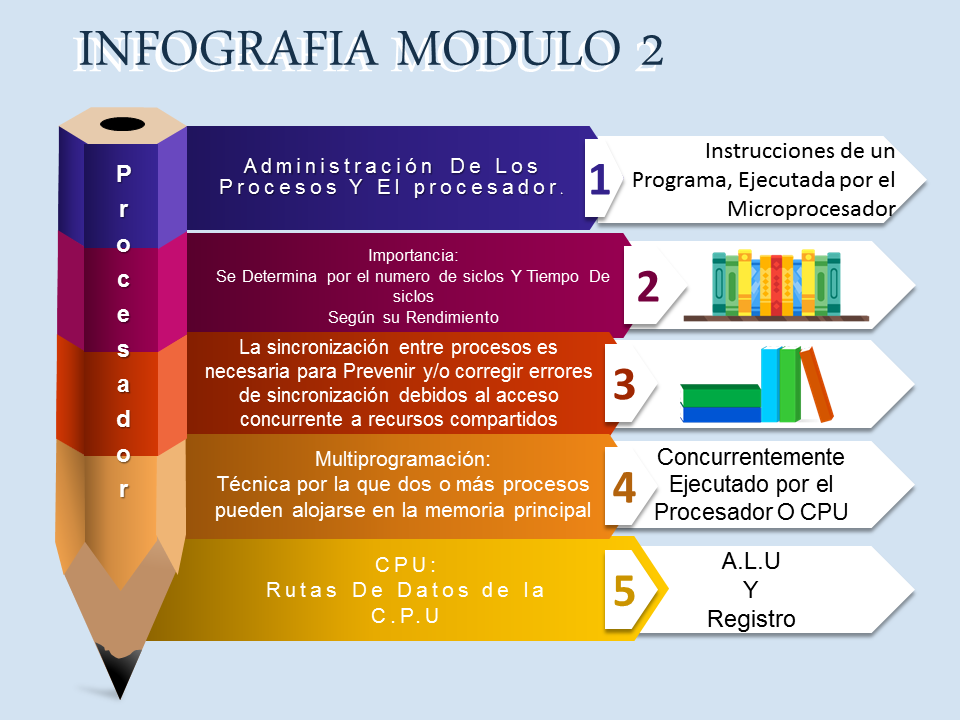 INFOGRAFIA MODULO 2
Procesador
Administración De Los
Procesos Y El procesador.
1
Instrucciones de un
Programa, Ejecutada por el
Microprocesador
Importancia:
Se Determina por el numero de siclos Y Tiempo De
siclos
Según su Rendimiento
2
La sincronización entre procesos es
necesaria para Prevenir y/o corregir errores
de sincronización debidos al acceso
concurrente a recursos compartidos
3
Multiprogramación:
Técnica por la que dos o más procesos
pueden alojarse en la memoria principal
4
Concurrentemente
Ejecutado por el
Procesador O CPU
CPU:
Rutas De Datos de la
C.P.U
5
A.L.U
Y
Registro